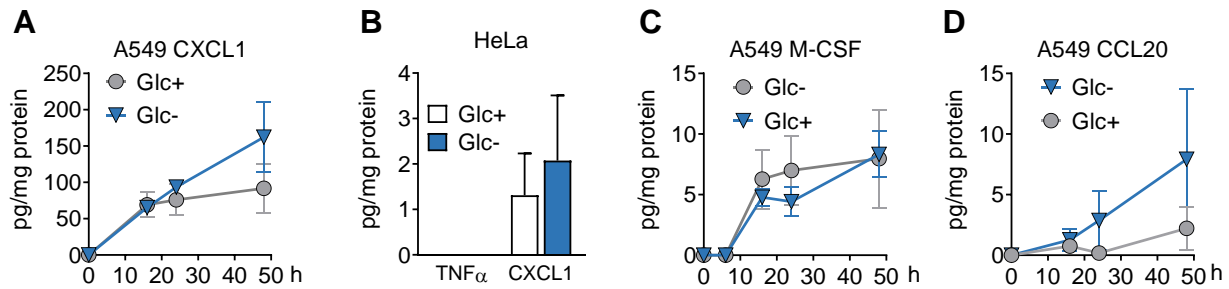 A
A549 CXCL1
pg/mg protein
250
200
150
100
50
0
Glc+
Glc-
0 10 20 30 40 50 h
B
HeLa
pg/mg protein
4
3
2
1
0
Glc+
Glc-
TNFα CXCL1
C
A549 M-CSF
pg/mg protein
15
10
5
0
Glc-
Glc+
0 10 20 30 40 50 h
D
A549 CCL20
pg/mg protein
15
10
5
0
Glc-
Glc+
0 10 20 30 40 50 h